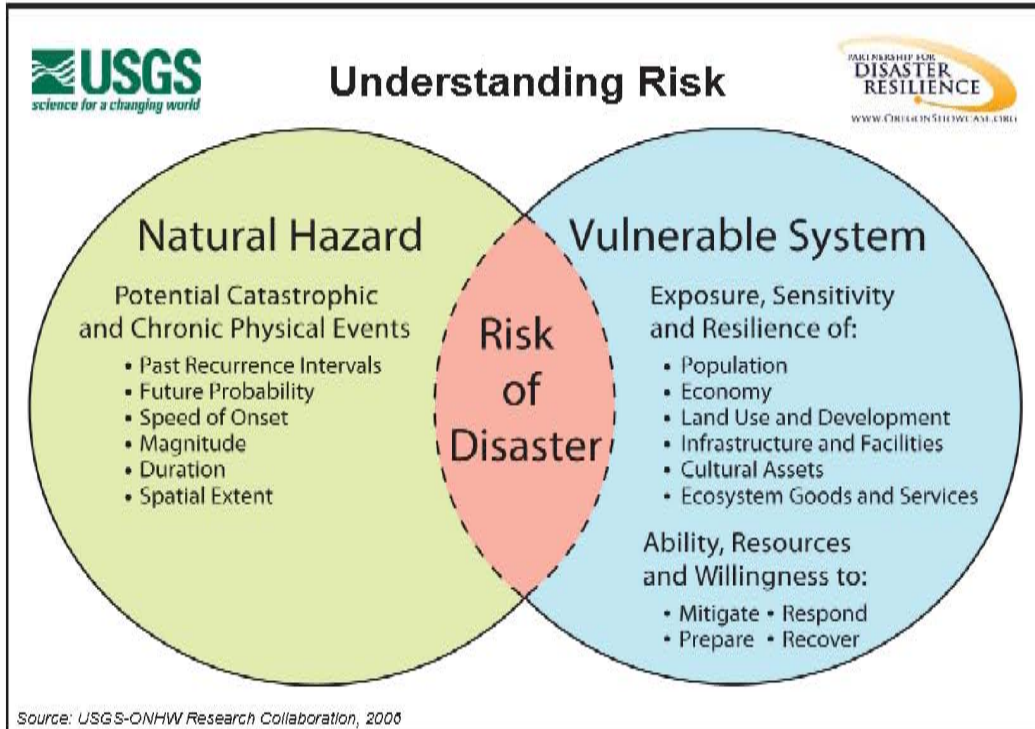 USGS
science for a changing world
Understanding Risk
PARTNERSHIP FOR
DISASTER
RESILIENCE
WWW.OREGONSHOWCASE.ORG
Natural Hazard
Potential Catastrophic
and Chronic Physical Events
• Past Recurrence Intervals
• Future Probability
• Speed of Onset
• Magnitude
• Duration
• Spatial Extent
Risk
of
Disaster
Vulnerable System
Exposure, Sensitivity
and Resilience of:
• Population
• Economy
• Land Use and Development
• Infrastructure and Facilities
• Cultural Assets
• Ecosystem Goods and Services
Ability, Resources
and Willingness to:
• Mitigate • Respond
• Prepare • Recover
Source: USGS-ONHW Research Collaboration, 2006